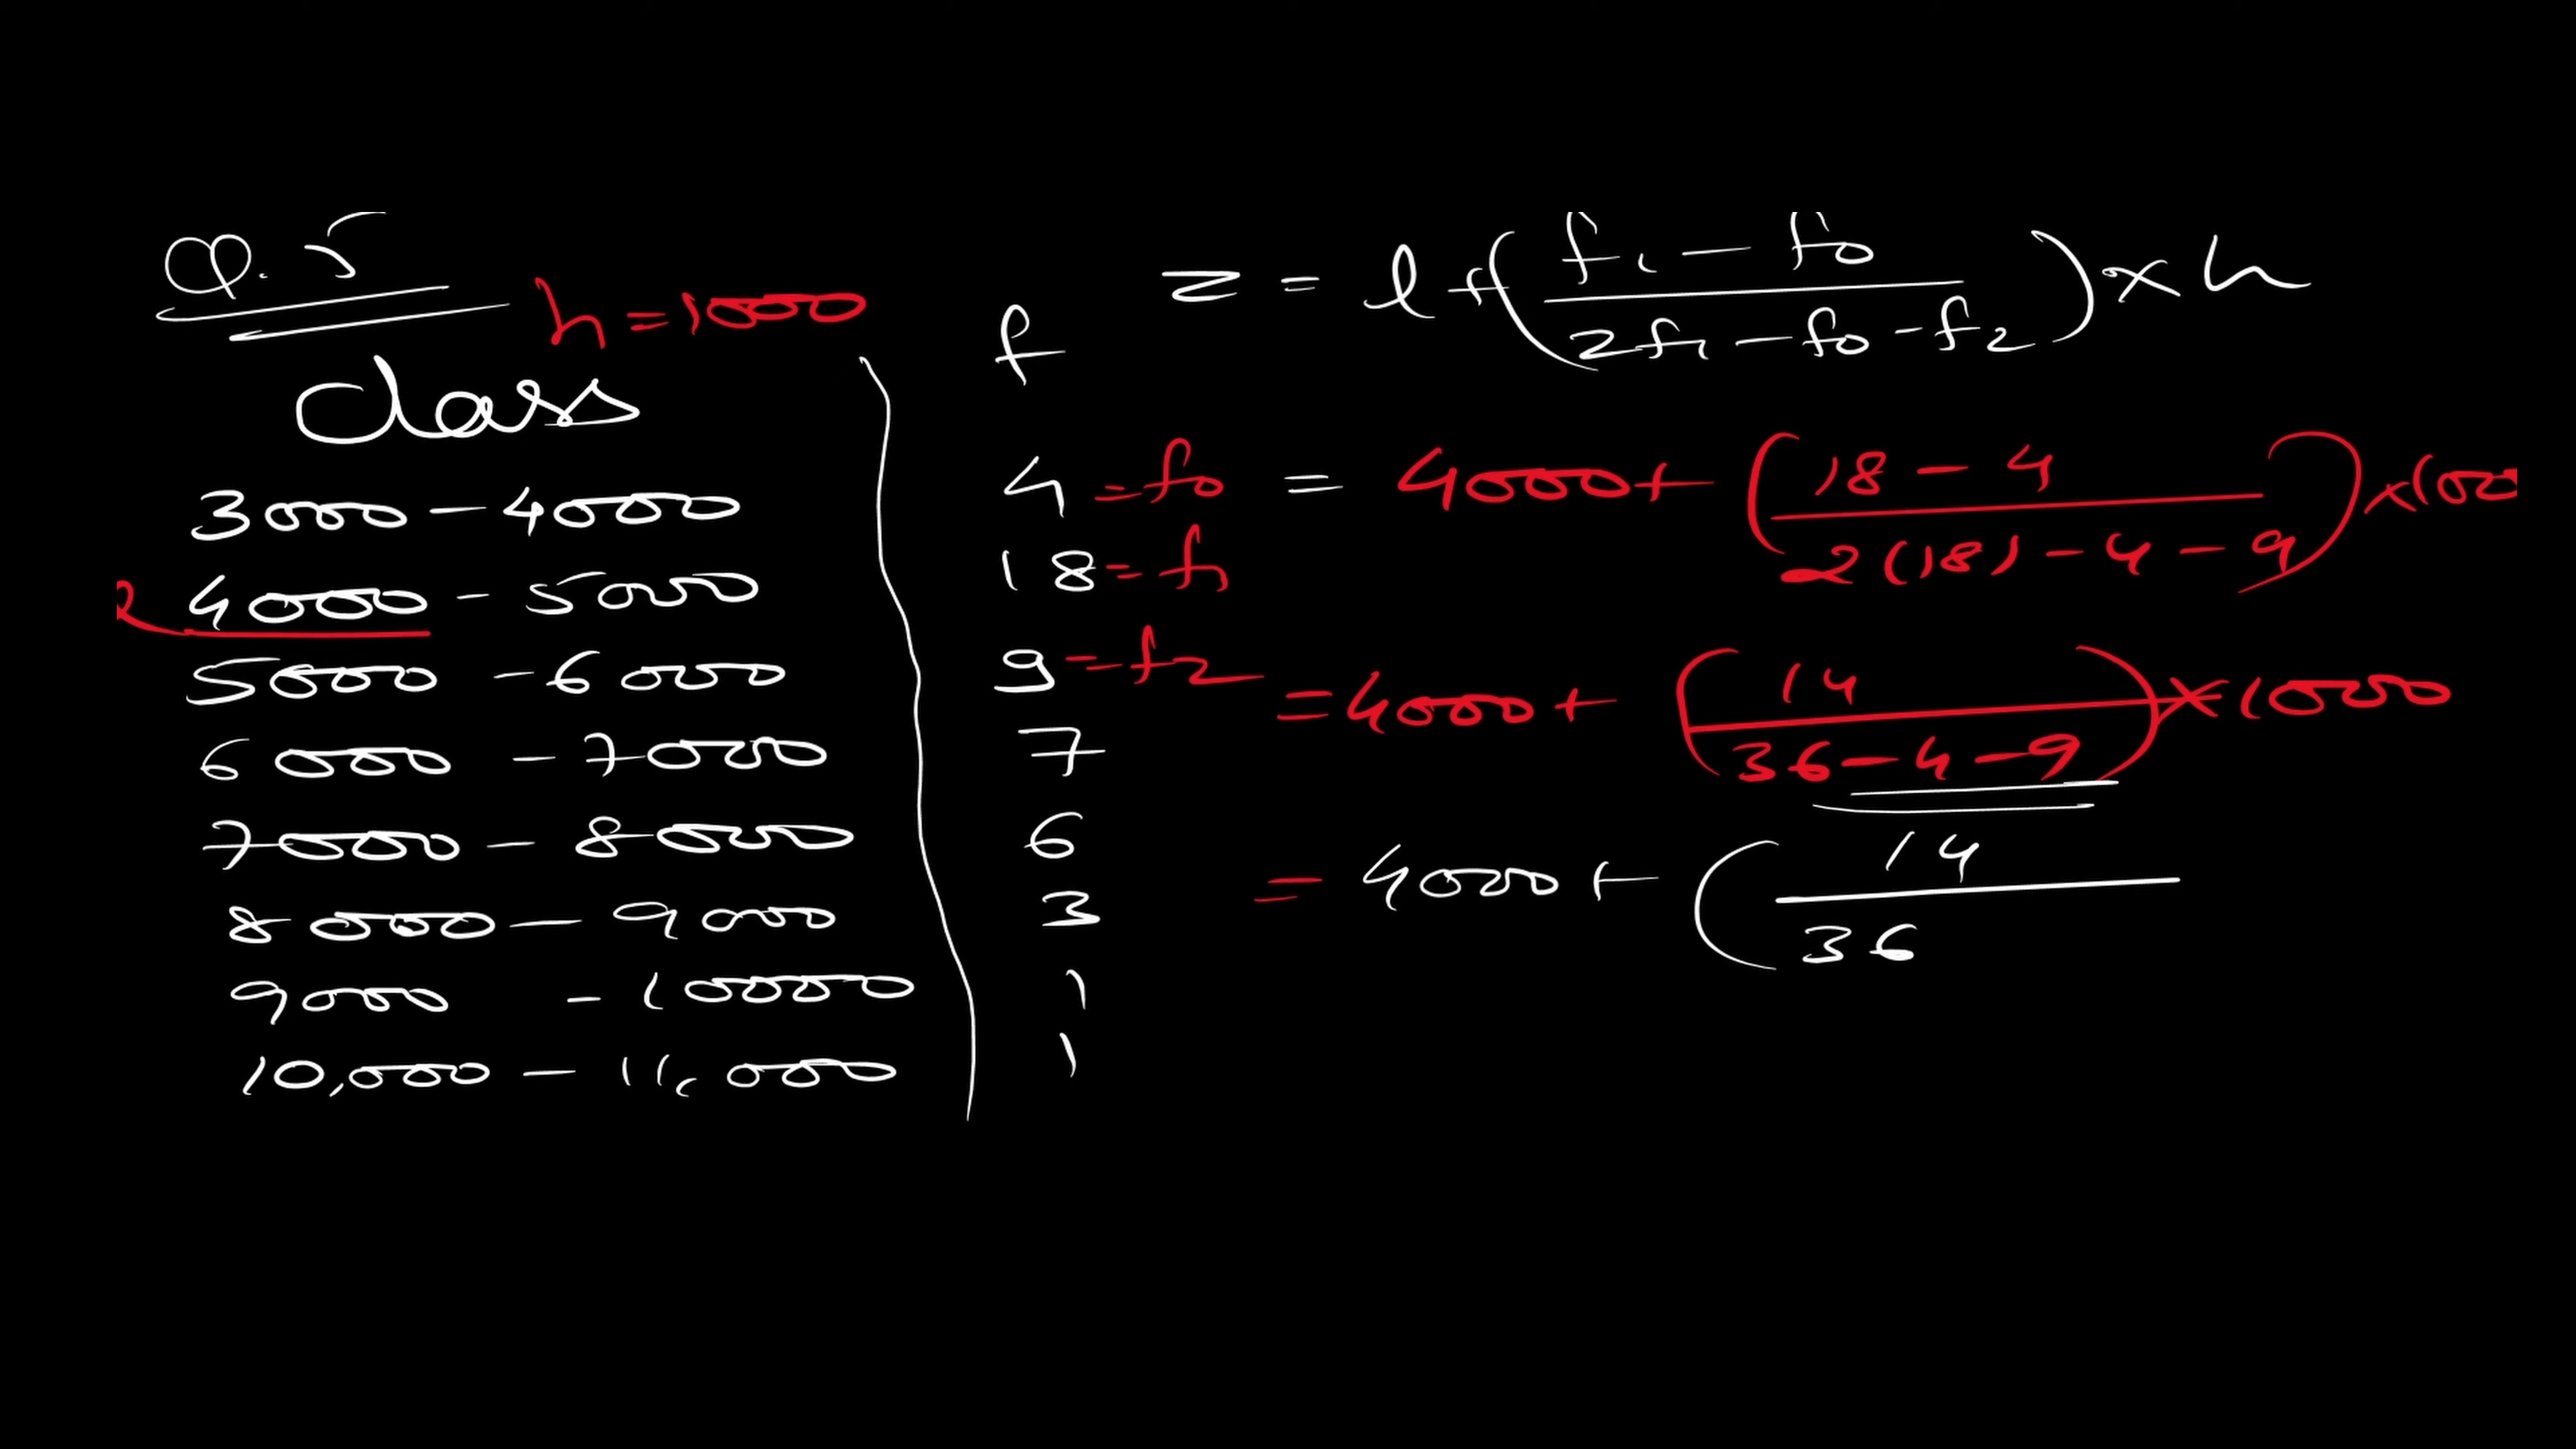 Q. 5
h = 1000
class
f
3000 - 4000
4 = f0
l 4000 - 5000
18 = f1
5000 - 6000
9 = f2
6000 - 7000
7
7000 - 8000
6
8000 - 9000
3
9000 - 10000
1
10,000 - 11,000
1
z = l + (f1 - f0 / 2f1 - f0 - f2) × h
= 4000 + (18 - 4 / 2(18) - 4 - 9) × 100
= 4000 + (14 / 36 - 4 - 9) × 1000
= 4000 + (14 / 36